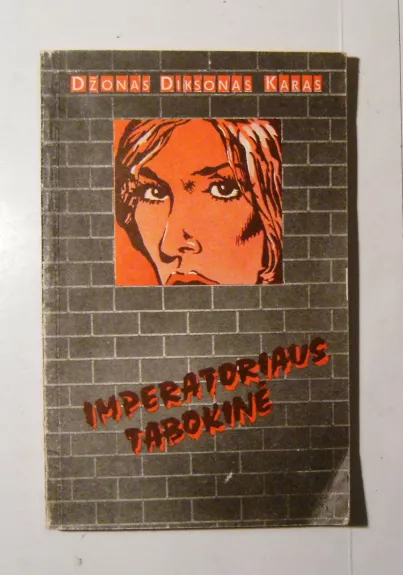 DŽONAS DIKSONAS KARAS
IMPERATORIAUS
TABOKINĖ